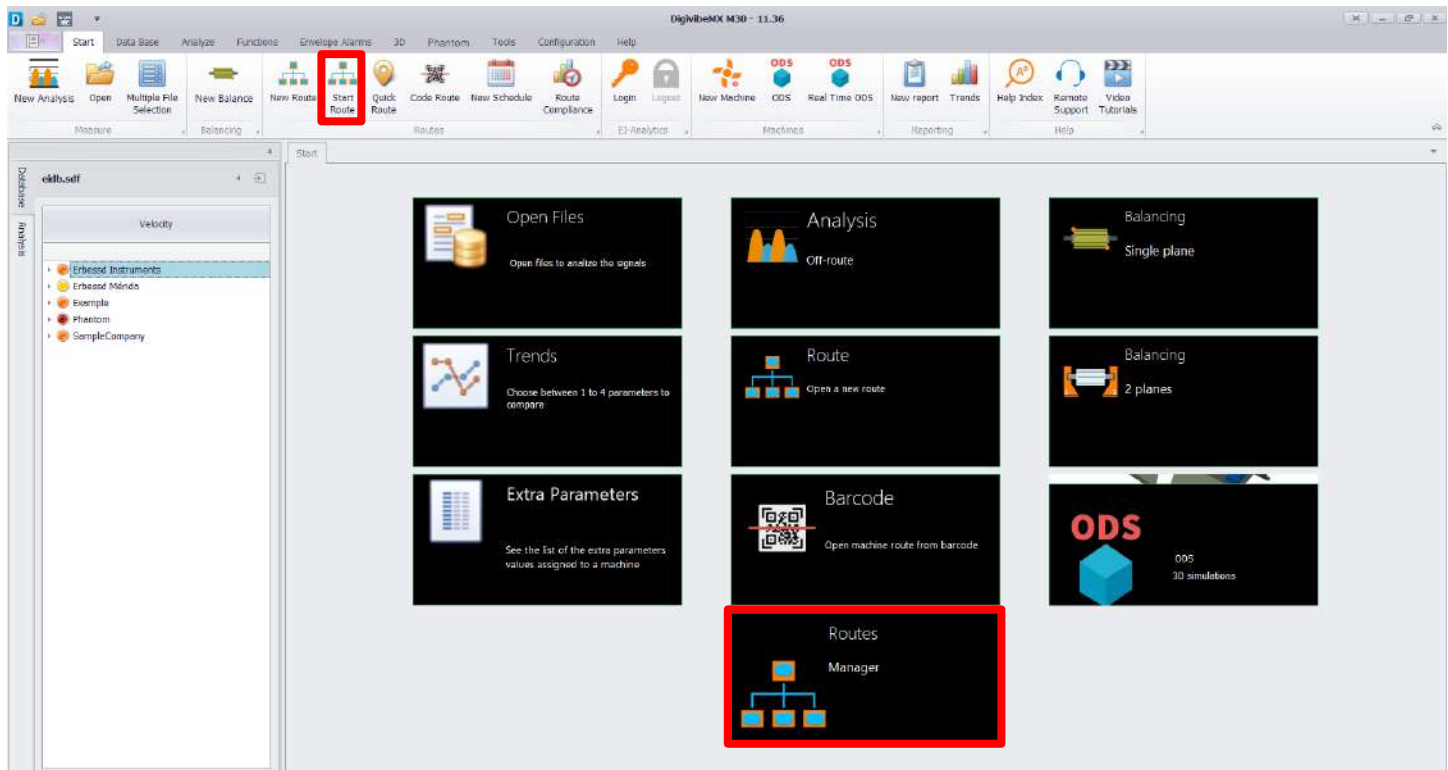 D
DigivibeMX M30 - 11.36
Start Data Base Analyze Functions Envelope Alarms 3D Phantom Tools Configuration Help
New Analysis Open Multiple File Selection New Balance New Route Start Route Quick Route Code Route New Schedule Route Compliance Login Logout New Machine ODS ODS ODS Real Time ODS New report Trends Help Index Remote Support Video Tutorials
Measure Balancing Routes EI-Analytics Machines Reporting Help
Start
Database
Analysis
eidb.sdf
Velocity
Erbessd Instruments
Erbessd Mérida
Example
Phantom
SampleCompany
Open Files
Open files to analize the signals
Analysis
Off-route
Balancing
Single plane
Trends
Choose between 1 to 4 parameters to
compare
Route
Open a new route
Balancing
2 planes
Extra Parameters
See the list of the extra parameters
values assigned to a machine
Barcode
Open machine route from barcode
ODS
ODS
3D simulations
Routes
Manager